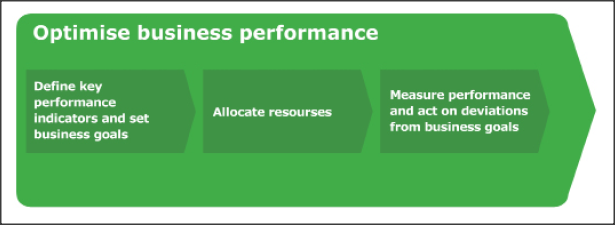 Optimise business performance
Define key
performance
indicators and set
business goals
Allocate resourses
Measure performance
and act on deviations
from business goals